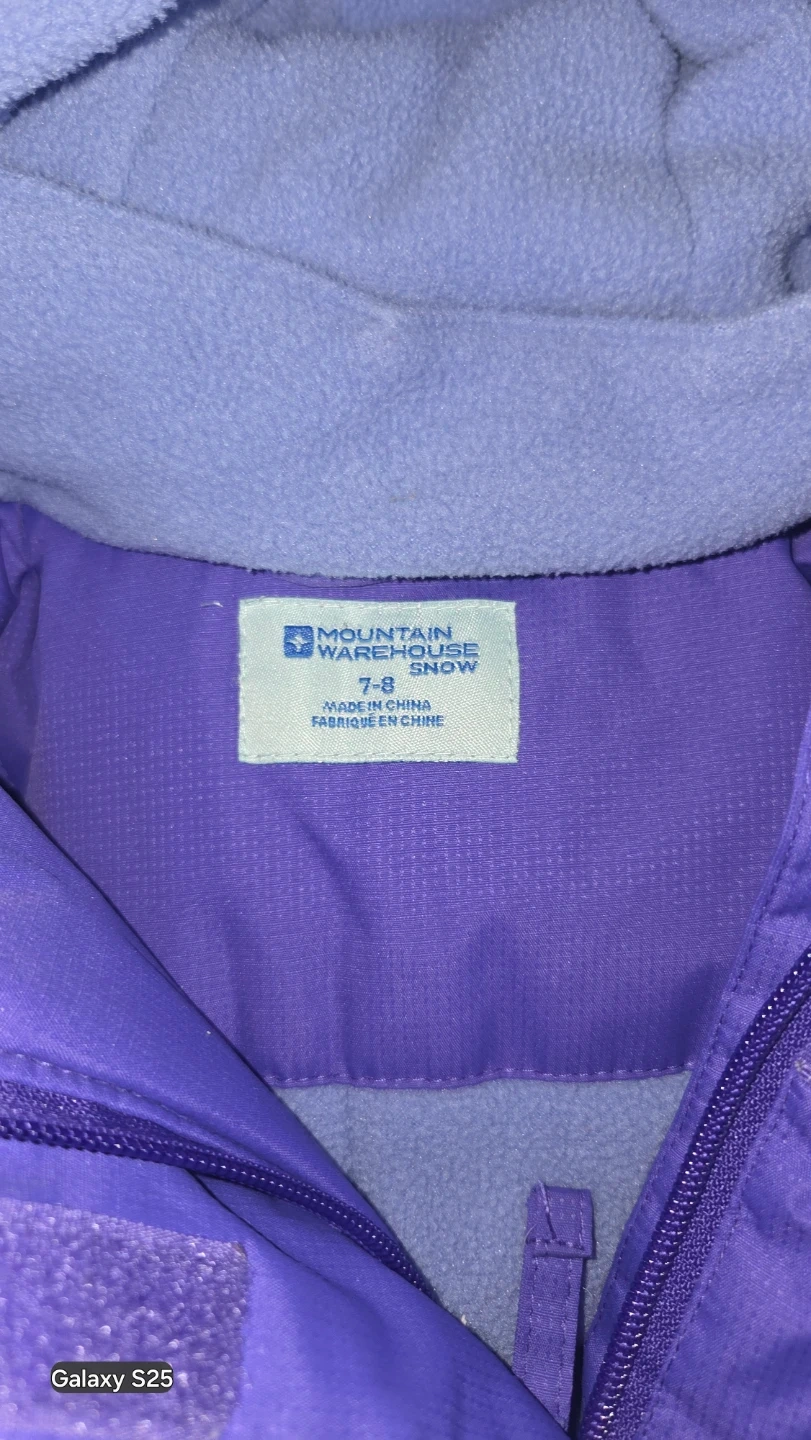 MOUNTAIN
WAREHOUSE
SNOW
7-8
MADE IN CHINA
FABRIQUÉ EN CHINE
Galaxy S25